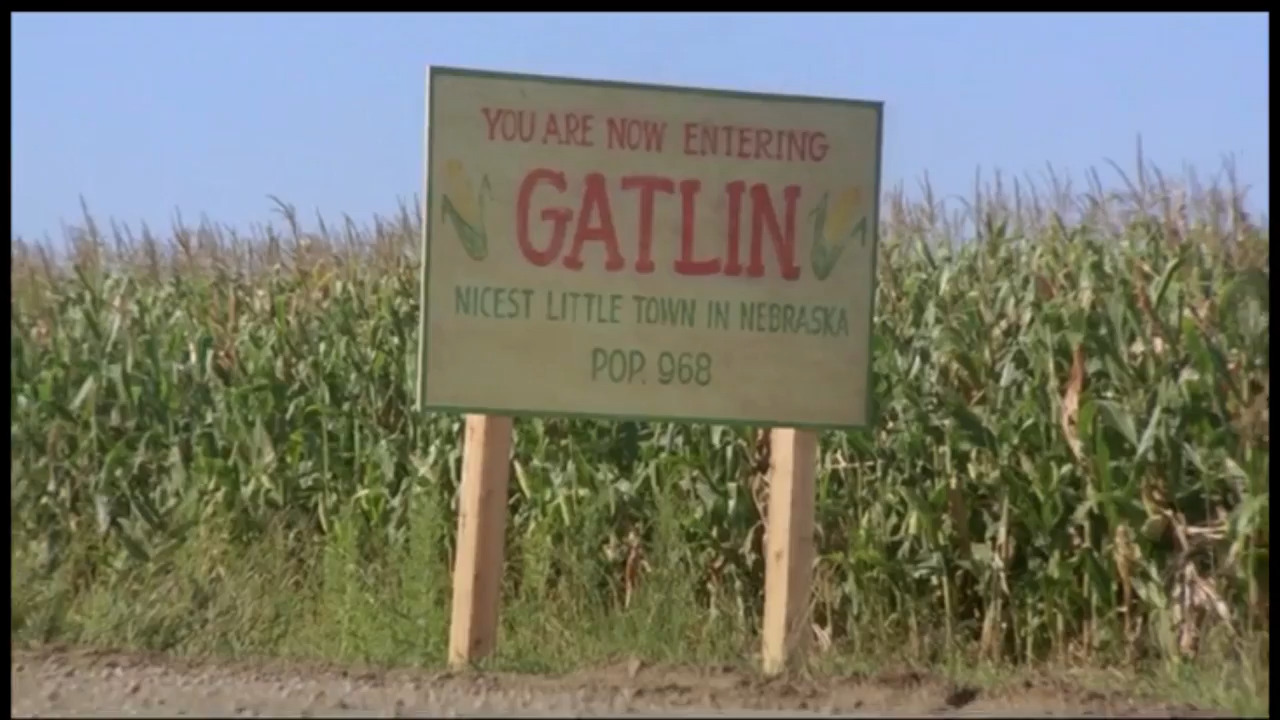 YOU ARE NOW ENTERING
GATLIN
NICEST LITTLE TOWN IN NEBRASKA
POP. 968